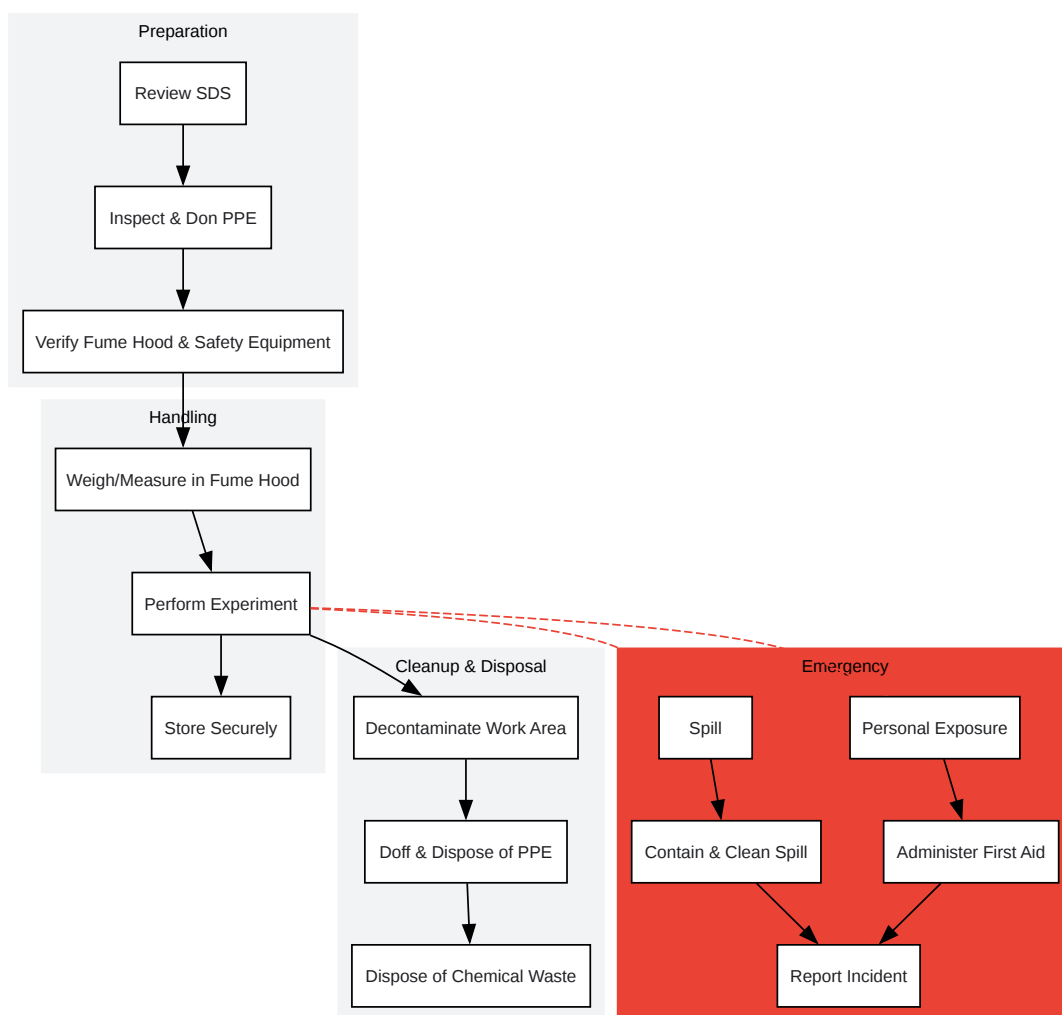 Preparation
Review SDS
Inspect & Don PPE
Verify Fume Hood & Safety Equipment
Handling
Weigh/Measure in Fume Hood
Perform Experiment
Store Securely
Cleanup & Disposal
Decontaminate Work Area
Doff & Dispose of PPE
Dispose of Chemical Waste
Emergency
Spill
Personal Exposure
Contain & Clean Spill
Administer First Aid
Report Incident